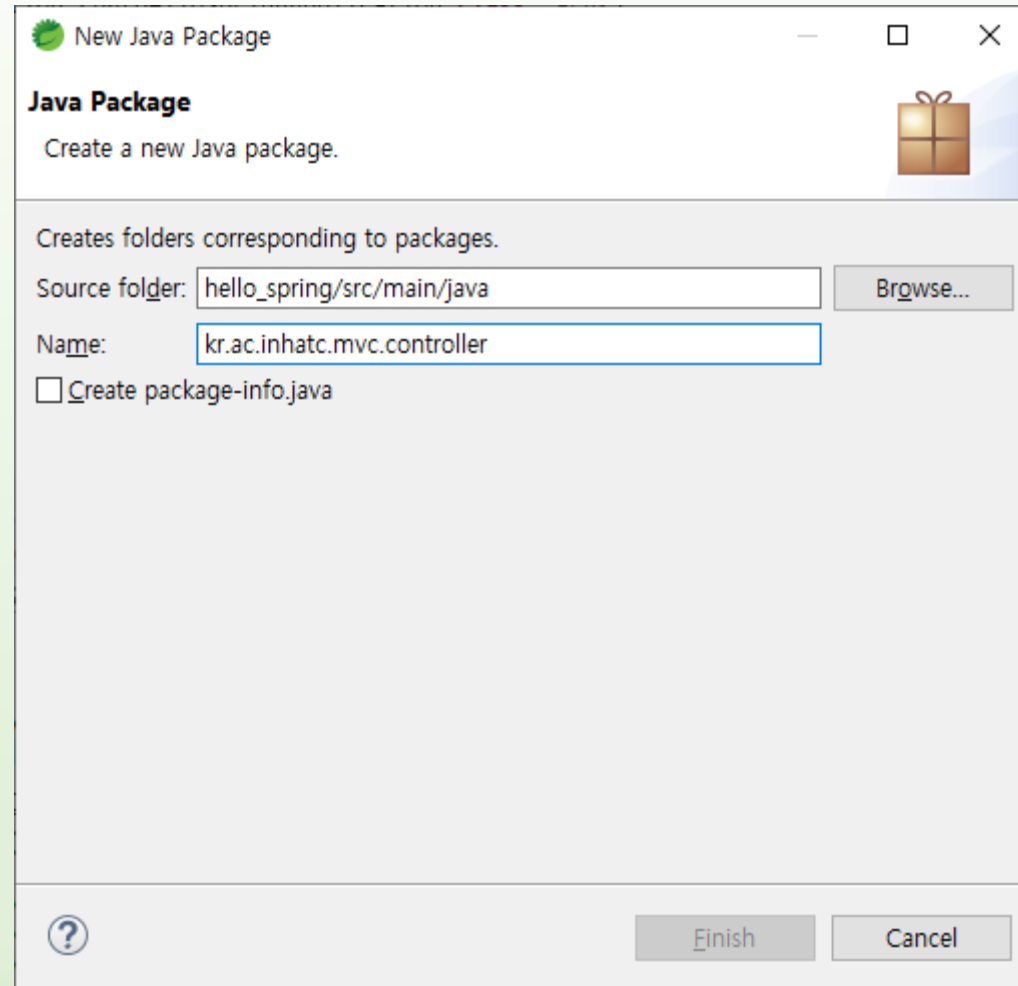 New Java Package
Java Package
Create a new Java package.
Creates folders corresponding to packages.
Source folder: hello_spring/src/main/java Browse...
Name: kr.ac.inhatc.mvc.controller
Create package-info.java
Finish Cancel